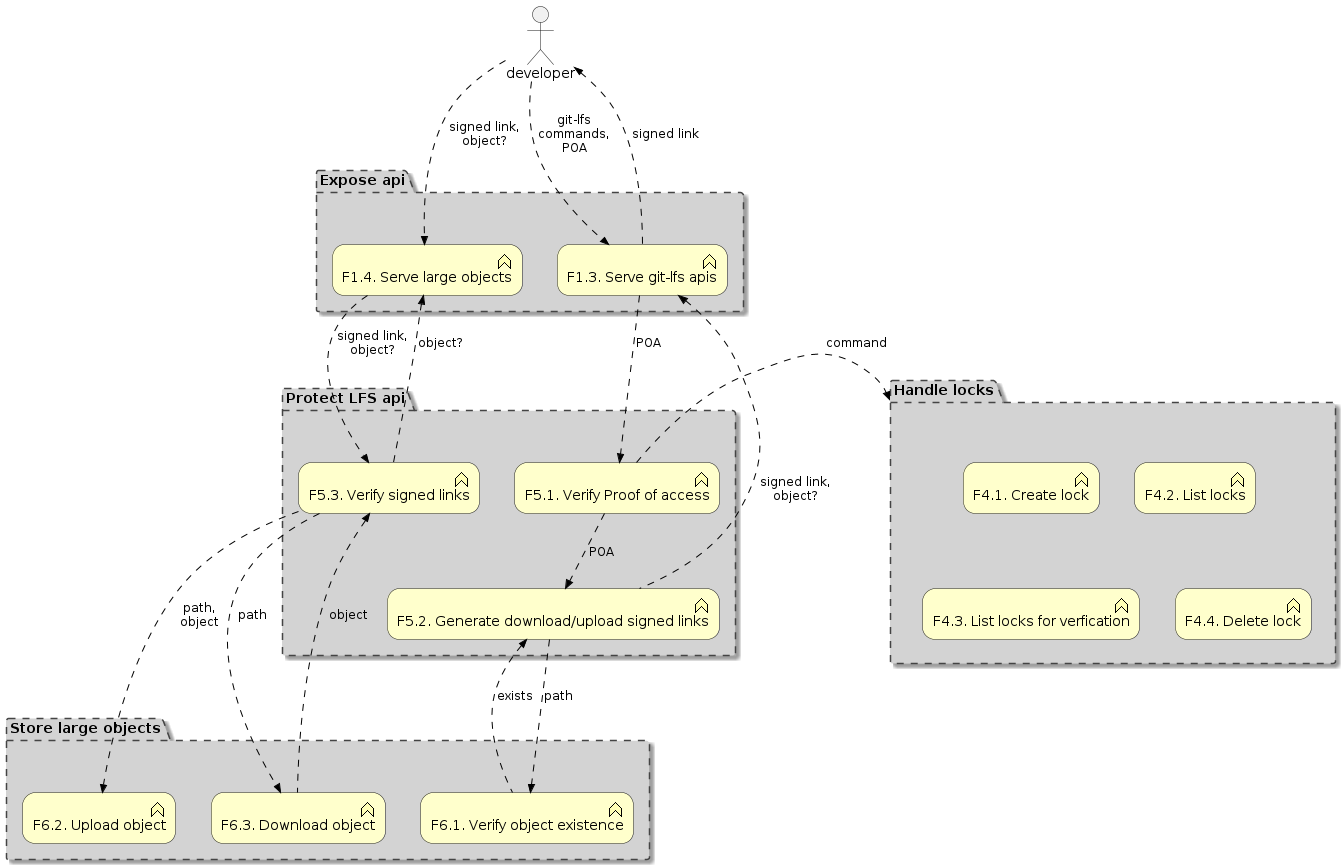 developer
signed link,
object?
git-lfs
commands,
POA
signed link
Expose api
F1.4. Serve large objects
F1.3. Serve git-lfs apis
signed link,
object?
object?
POA
command
Protect LFS api
Handle locks
F5.3. Verify signed links
F5.1. Verify Proof of access
signed link,
object?
F4.1. Create lock
F4.2. List locks
POA
path,
object
path
object
F5.2. Generate download/upload signed links
F4.3. List locks for verfication
F4.4. Delete lock
exists
path
Store large objects
F6.2. Upload object
F6.3. Download object
F6.1. Verify object existence